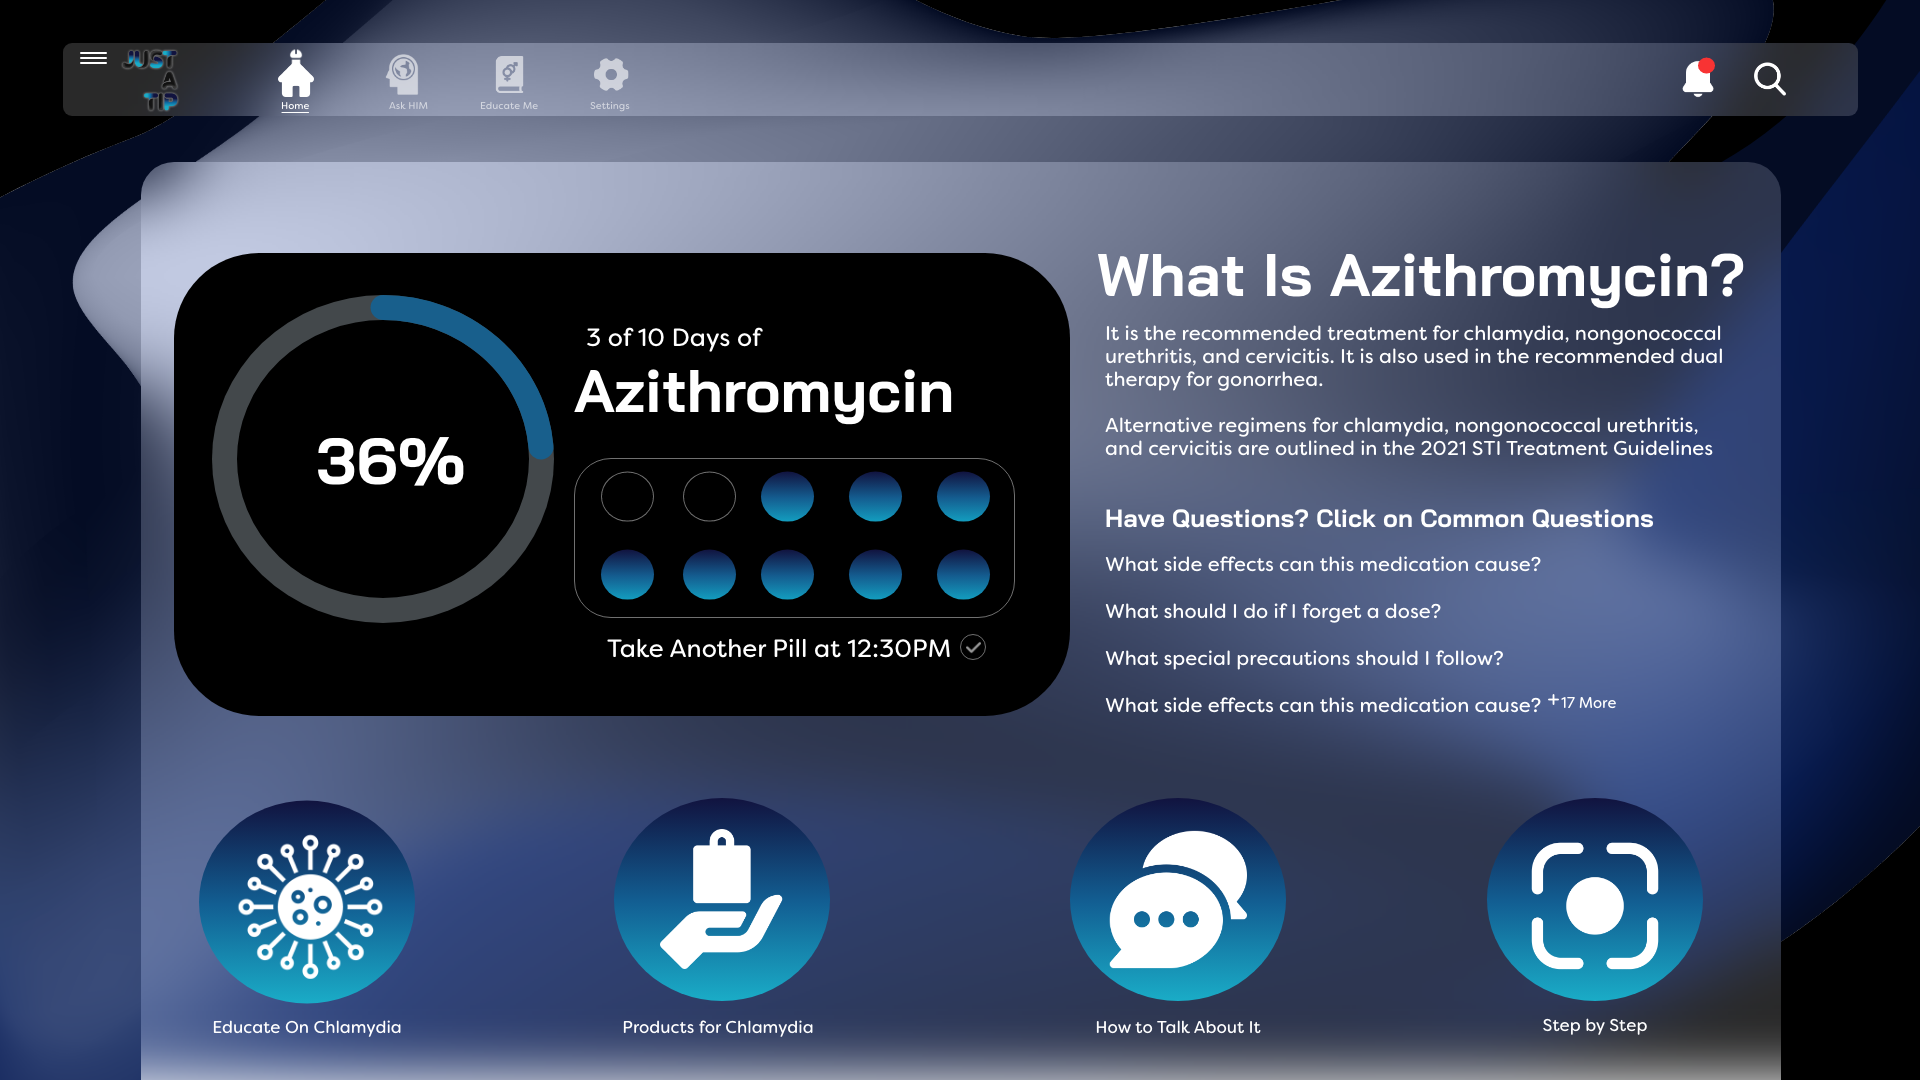 JUST
A
TIP
Home
Ask HIM
Educate Me
Settings
36%
3 of 10 Days of
Azithromycin
Take Another Pill at 12:30PM
What Is Azithromycin?
It is the recommended treatment for chlamydia, nongonococcal
urethritis, and cervicitis. It is also used in the recommended dual
therapy for gonorrhea.
Alternative regimens for chlamydia, nongonococcal urethritis,
and cervicitis are outlined in the 2021 STI Treatment Guidelines
Have Questions? Click on Common Questions
What side effects can this medication cause?
What should I do if I forget a dose?
What special precautions should I follow?
What side effects can this medication cause? +17 More
Educate On Chlamydia
Products for Chlamydia
How to Talk About It
Step by Step